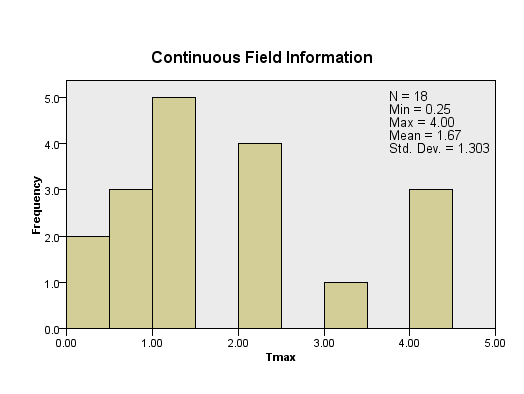 Continuous Field Information
N = 18
Min = 0.25
Max = 4.00
Mean = 1.67
Std. Dev. = 1.303
Frequency
5.0
4.0
3.0
2.0
1.0
0.0
0.00 1.00 2.00 3.00 4.00 5.00
Tmax